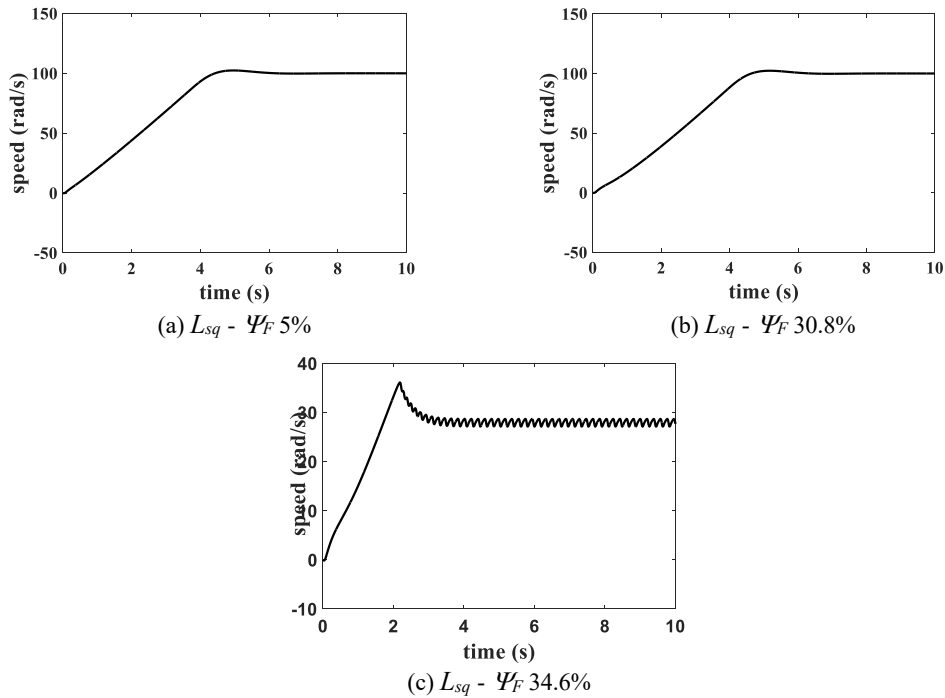 150
100
50
0
-50
speed (rad/s)
0 2 4 6 8 10
time (s)
(a) Lsq - ΨF 5%
150
100
50
0
-50
speed (rad/s)
0 2 4 6 8 10
time (s)
(b) Lsq - ΨF 30.8%
40
30
20
10
0
-10
speed (rad/s)
0 2 4 6 8 10
time (s)
(c) Lsq - ΨF 34.6%